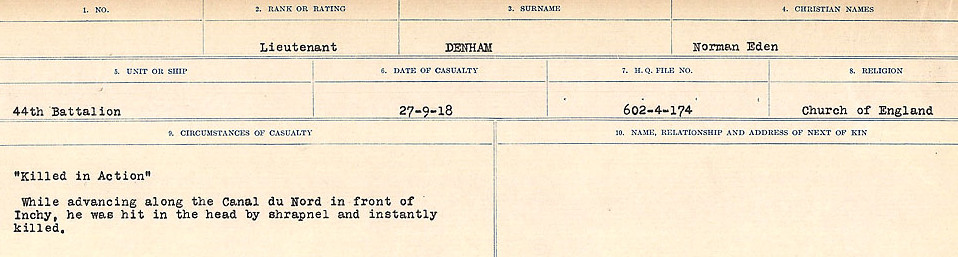 1. NO.
2. RANK OR RATING
3. SURNAME
4. CHRISTIAN NAMES
Lieutenant
DENHAM
Norman Eden
5. UNIT OR SHIP
6. DATE OF CASUALTY
7. H. Q. FILE NO.
8. RELIGION
44th Battalion
27-9-18
602-4-174
Church of England
9. CIRCUMSTANCES OF CASUALTY
10. NAME, RELATIONSHIP AND ADDRESS OF NEXT OF KIN
"Killed in Action"
While advancing along the Canal du Nord in front of
Inchy, he was hit in the head by shrapnel and instantly
killed.